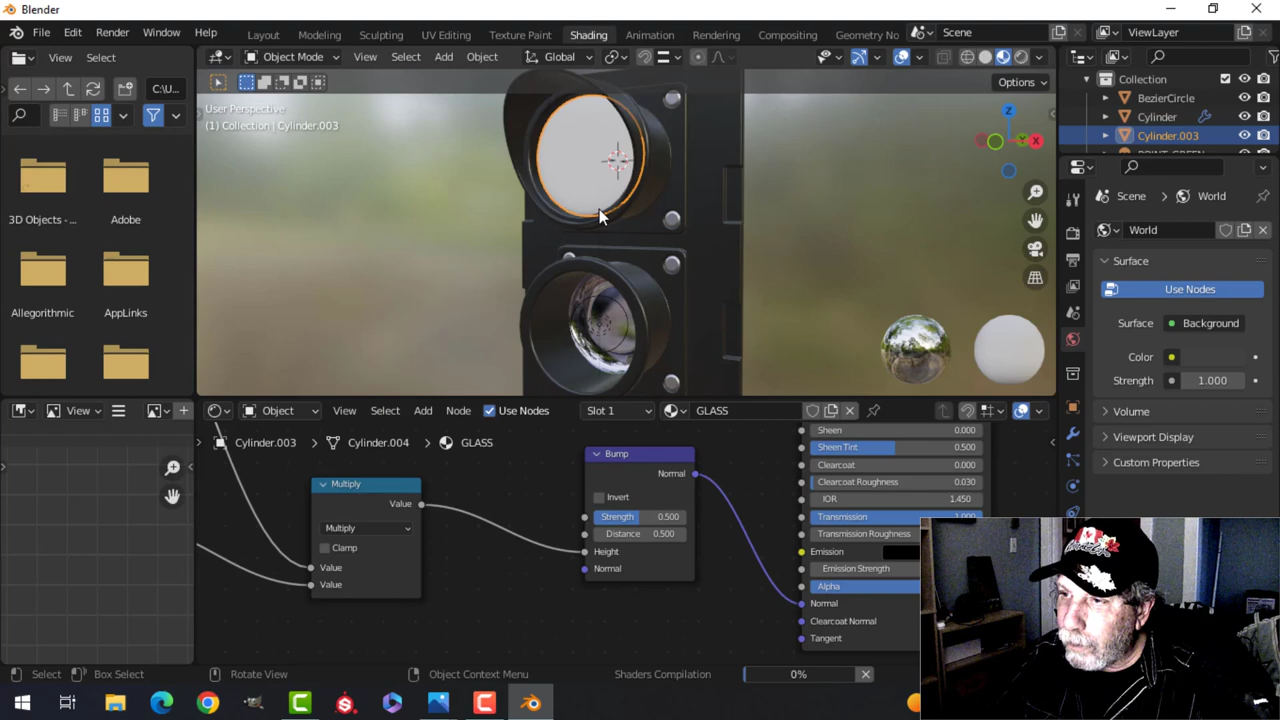 Blender
File Edit Render Window Help Layout Modeling Sculpting UV Editing Texture Paint Shading Animation Rendering Compositing Geometry No Scene ViewLayer
View Select Object Mode View Select Add Object Global
C:\U... Options
User Perspective
(1) Collection | Cylinder.003
Z
X
Y
Collection
BezierCircle
Cylinder
Cylinder.003
3D Objects - ... Adobe
Allegorithmic AppLinks
Scene World
World
Surface
Use Nodes
Surface Background
Color
Strength 1.000
Volume
Viewport Display
Custom Properties
View Object View Select Add Node Use Nodes Slot 1 GLASS
Cylinder.003 Cylinder.004 GLASS
Multiply
Value
Multiply
Clamp
Value
Value
Bump
Normal
Invert
Strength 0.500
Distance 0.500
Height
Normal
Sheen 0.000
Sheen Tint 0.500
Clearcoat 0.000
Clearcoat Roughness 0.030
IOR 1.450
Transmission 1.000
Transmission Roughness
Emission
Emission Strength
Alpha
Normal
Clearcoat Normal
Tangent
Select Box Select Rotate View Object Context Menu Shaders Compilation 0%